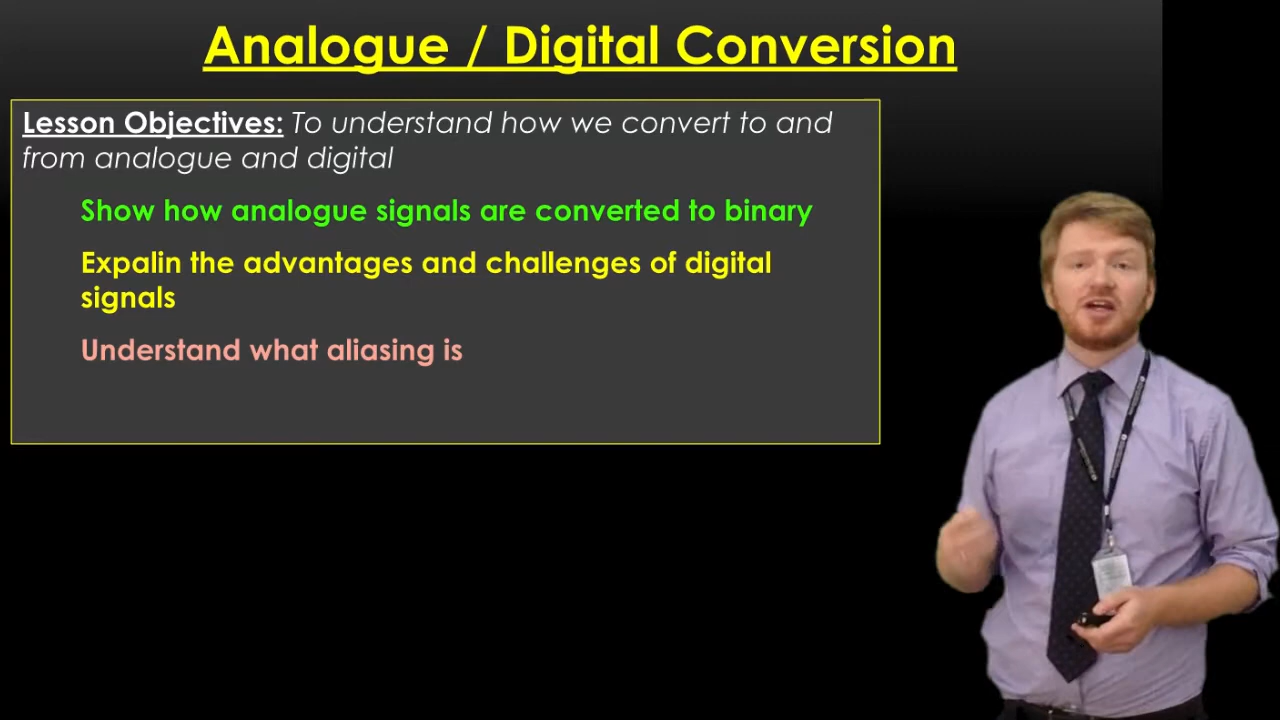 Analogue / Digital Conversion
Lesson Objectives: To understand how we convert to and
from analogue and digital
Show how analogue signals are converted to binary
Expalin the advantages and challenges of digital
signals
Understand what aliasing is